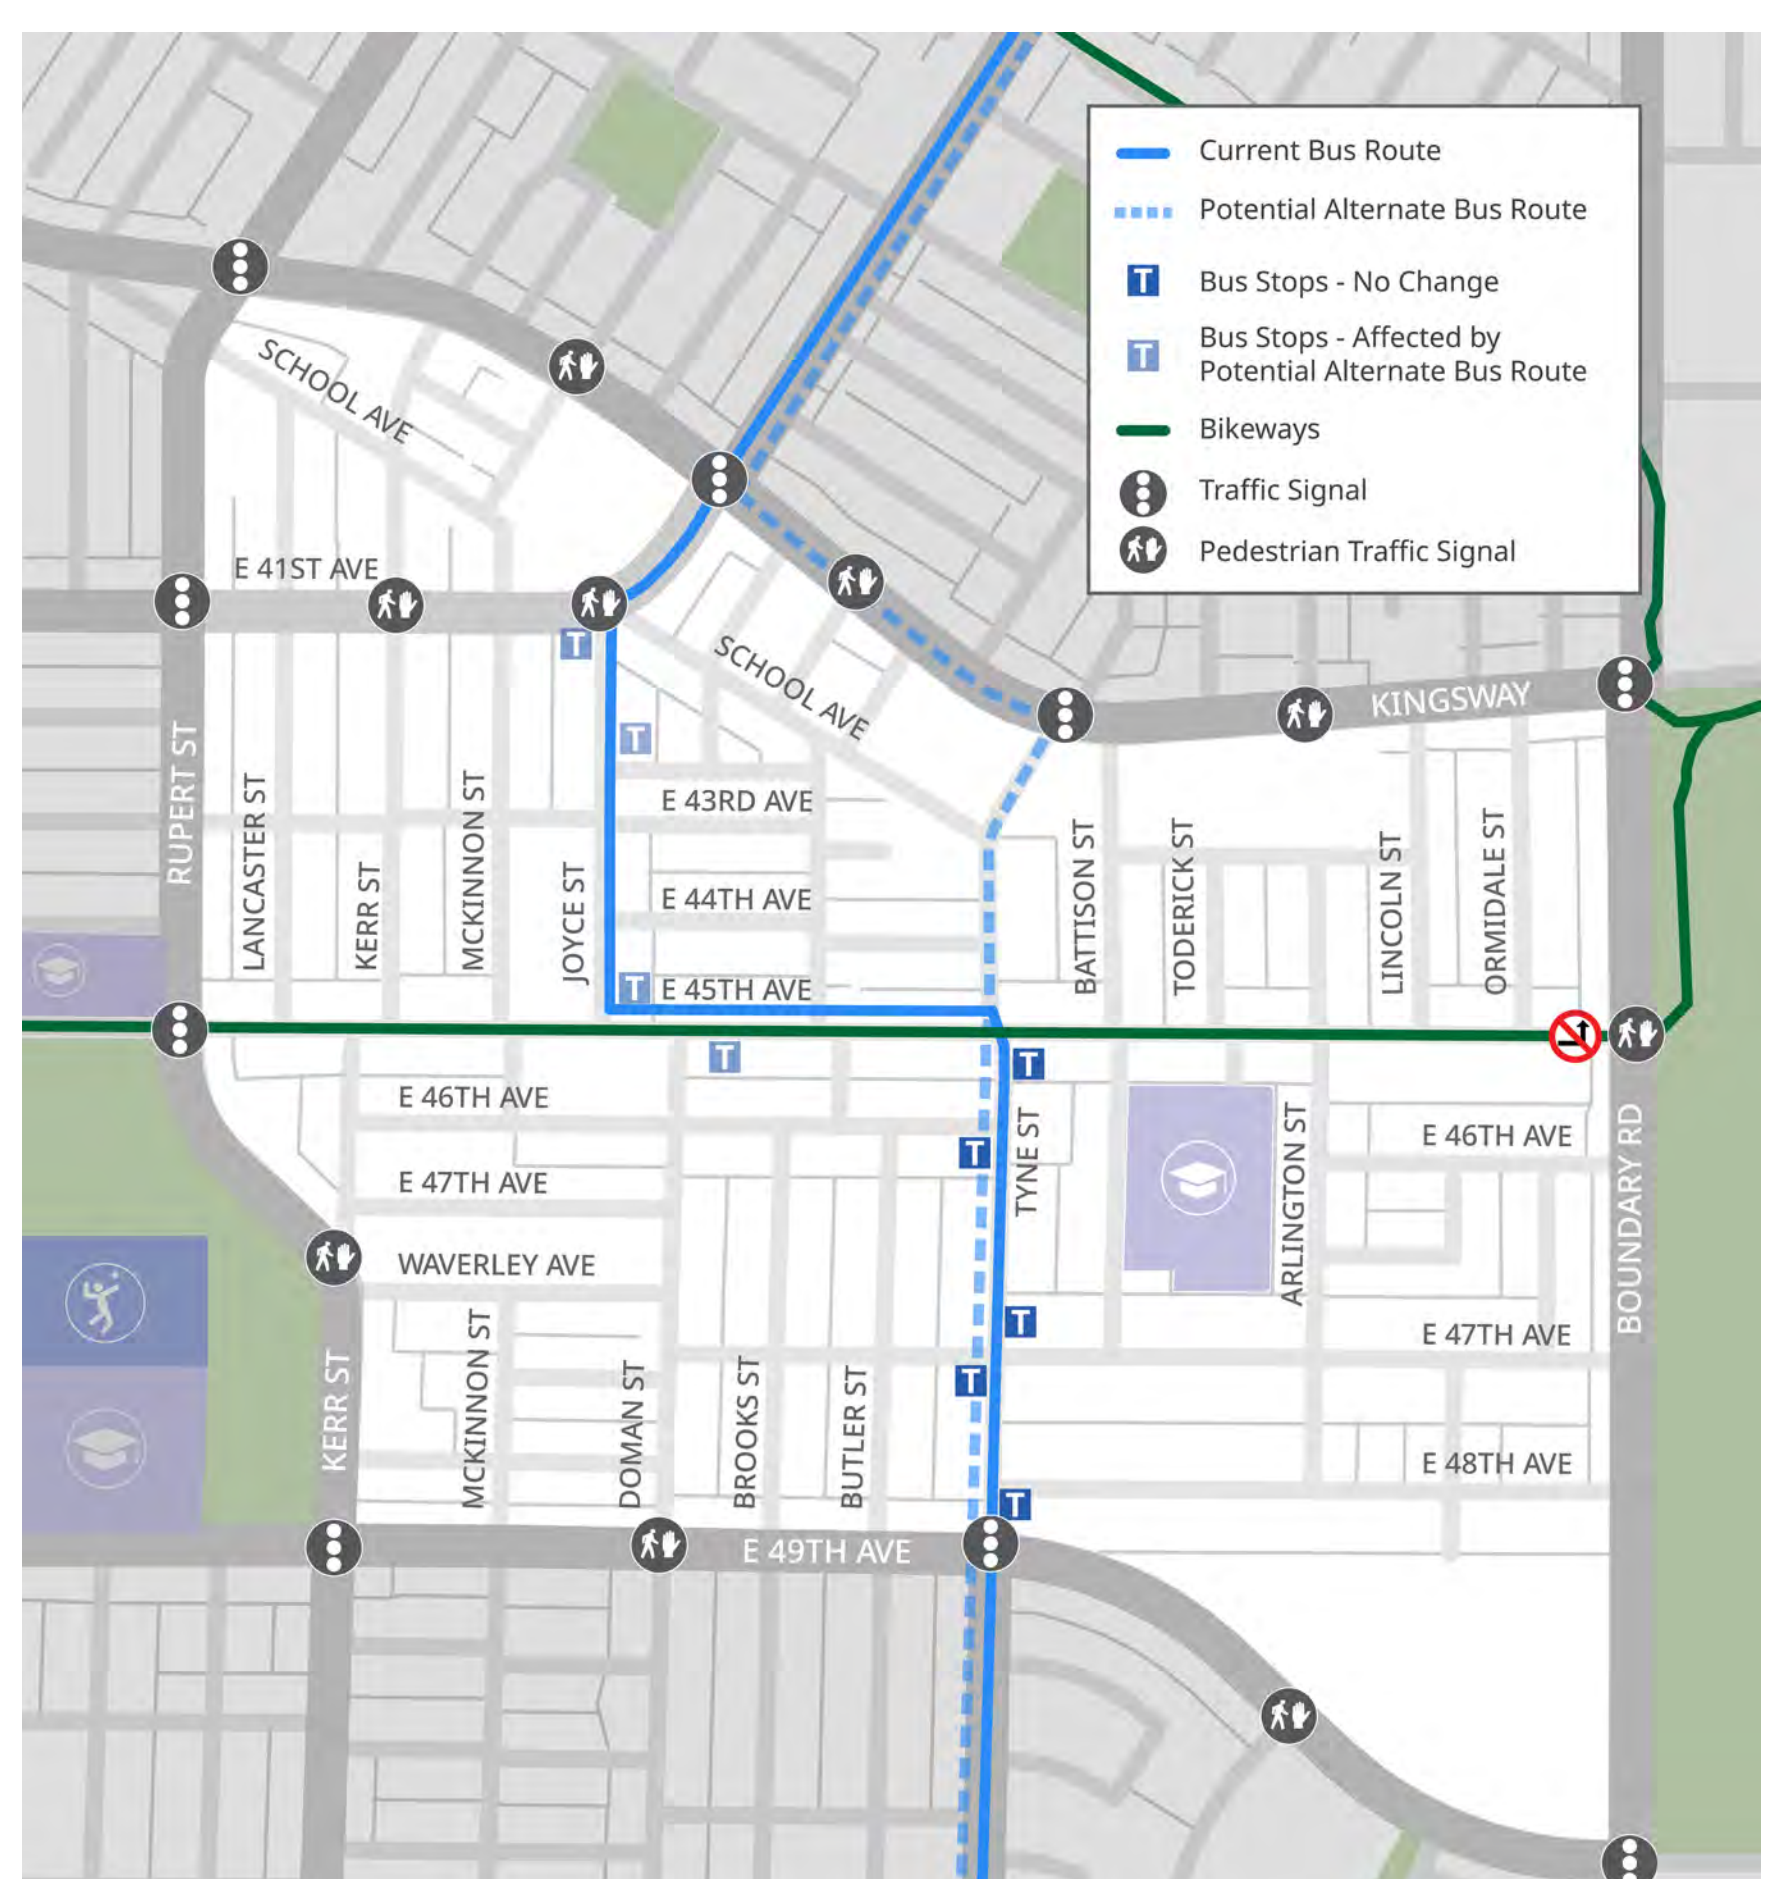 Current Bus Route
Potential Alternate Bus Route
T
Bus Stops - No Change
T
Bus Stops - Affected by
Potential Alternate Bus Route
Bikeways
Traffic Signal
Pedestrian Traffic Signal
SCHOOL AVE
E 41ST AVE
T
SCHOOL AVE
KINGSWAY
RUPERT ST
LANCASTER ST
KERR ST
MCKINNON ST
JOYCE ST
T
E 43RD AVE
E 44TH AVE
T
E 45TH AVE
BATTISON ST
TODERICK ST
LINCOLN ST
ORMIDALE ST
T
T
E 46TH AVE
T
TYNE ST
ARLINGTON ST
E 46TH AVE
BOUNDARY RD
E 47TH AVE
WAVERLEY AVE
T
E 47TH AVE
T
KERR ST
MCKINNON ST
DOMAN ST
BROOKS ST
BUTLER ST
E 48TH AVE
T
E 49TH AVE